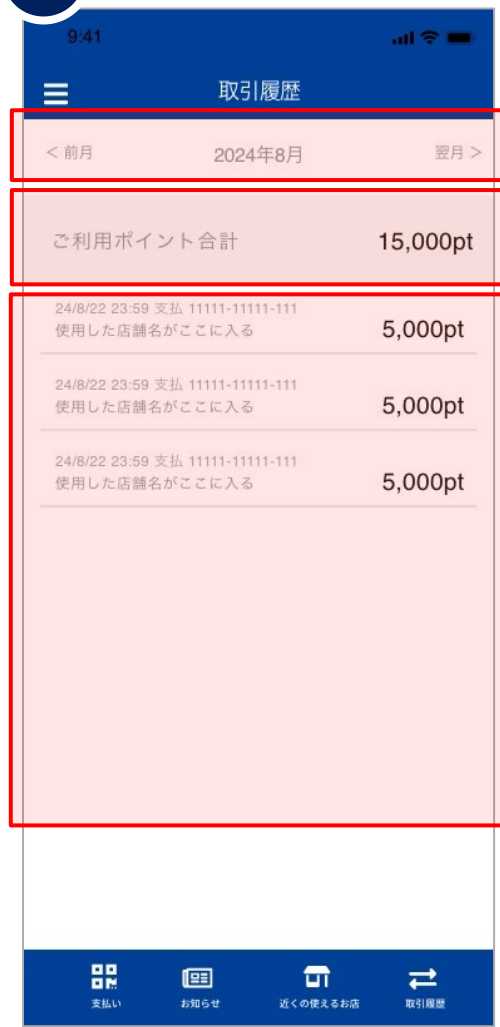 9:41
取引履歴
< 前月 2024年8月 翌月 >
ご利用ポイント合計 15,000pt
24/8/22 23:59 支払 11111-11111-111
使用した店舗名がここに入る 5,000pt
24/8/22 23:59 支払 11111-11111-111
使用した店舗名がここに入る 5,000pt
24/8/22 23:59 支払 11111-11111-111
使用した店舗名がここに入る 5,000pt
支払い お知らせ 近くの使えるお店 取引履歴